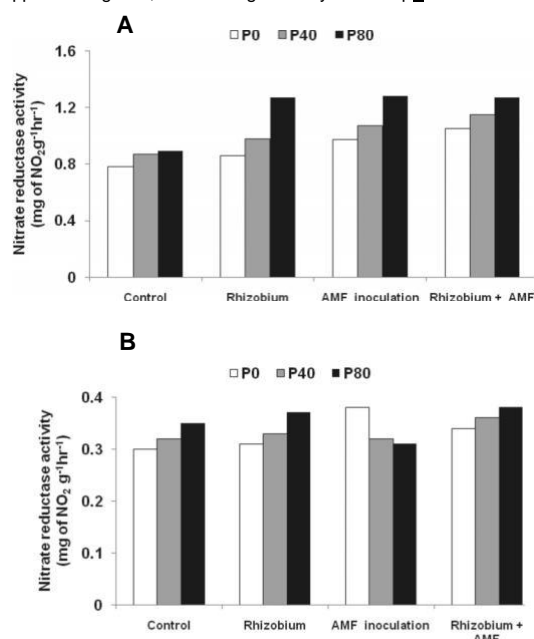 A
P0 P40 P80
Nitrate reductase activity
(mg of NO₂g⁻¹hr⁻¹)
1.6
1.2
0.8
0.4
0
Control Rhizobium AMF inoculation Rhizobium + AMF
B
P0 P40 P80
Nitrate reductase activity
(mg of NO₂ g⁻¹hr⁻¹)
0.4
0.3
0.2
0.1
0
Control Rhizobium AMF inoculation Rhizobium +
AMF